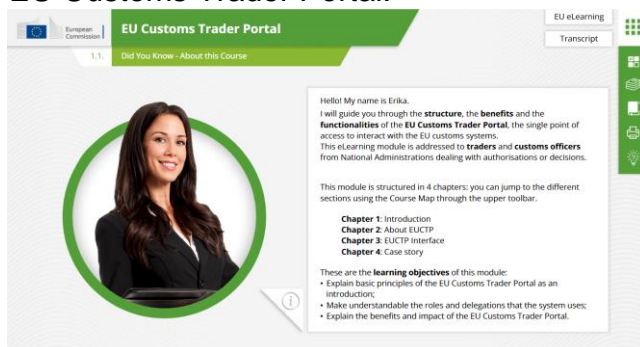 EU Customs Trader Portal.
European
Commission
EU Customs Trader Portal
EU eLearning
Transcript
1.1. Did You Know - About this Course
Hello! My name is Erika.
I will guide you through the structure, the benefits and the
functionalities of the EU Customs Trader Portal, the single point of
access to interact with the EU customs systems.
This eLearning module is addressed to traders and customs officers
from National Administrations dealing with authorisations or decisions.
This module is structured in 4 chapters: you can jump to the different
sections using the Course Map through the upper toolbar.
Chapter 1: Introduction
Chapter 2: About EUCTP
Chapter 3: EUCTP Interface
Chapter 4: Case story
These are the learning objectives of this module:
• Explain basic principles of the EU Customs Trader Portal as an
introduction;
• Make understandable the roles and delegations that the system uses;
• Explain the benefits and impact of the EU Customs Trader Portal.